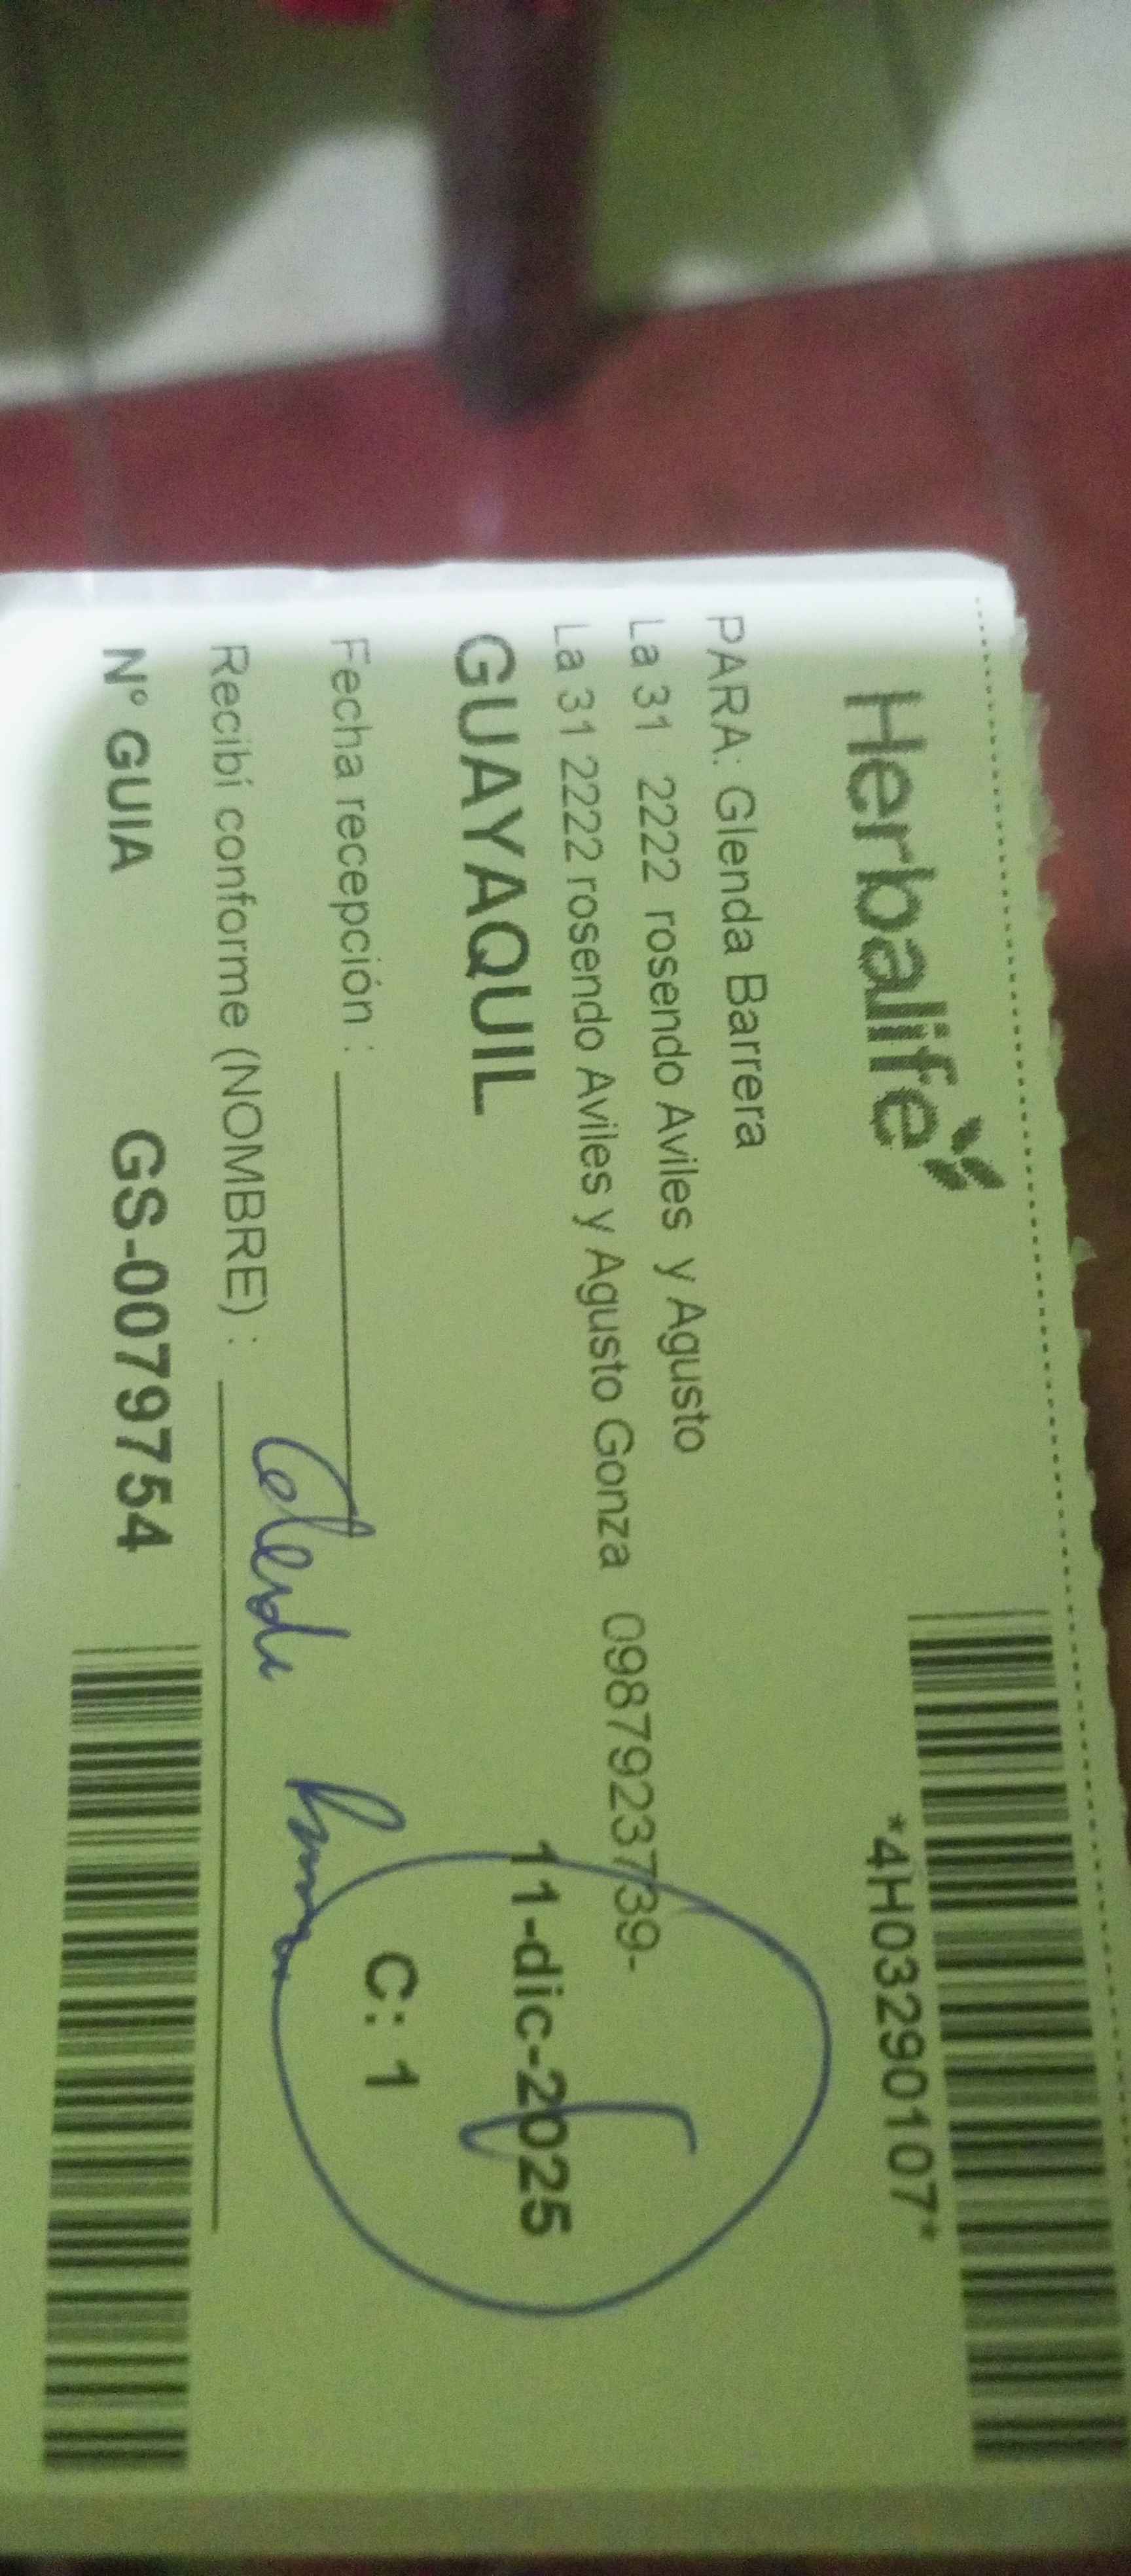 Herbalife
*4H03290107*
PARA: Glenda Barrera
La 31 2222 rosendo Aviles y Agusto
La 31 2222 rosendo Aviles y Agusto Gonza 0987923739-
GUAYAQUIL
11-dic-2025
Fecha recepción :
C: 1
Recibí conforme (NOMBRE) :
N° GUIA GS-0079754